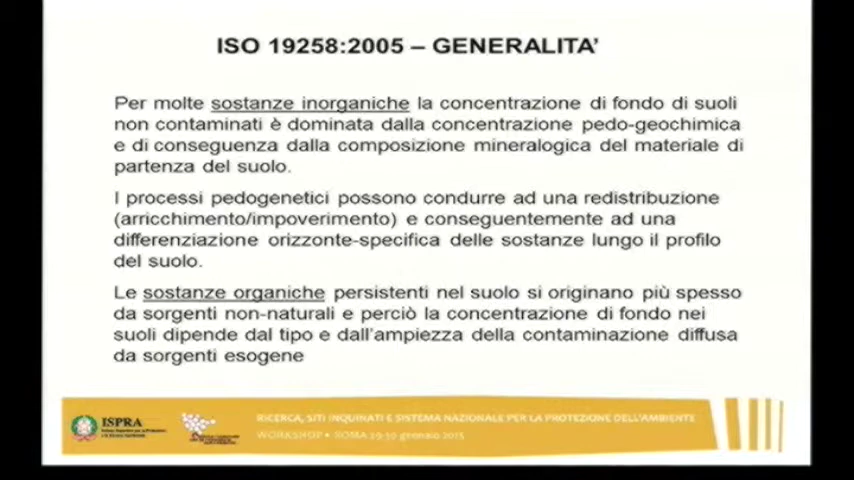 ISO 19258:2005 – GENERALITA'
Per molte sostanze inorganiche la concentrazione di fondo di suoli
non contaminati è dominata dalla concentrazione pedo-geochimica
e di conseguenza dalla composizione mineralogica del materiale di
partenza del suolo.
I processi pedogenetici possono condurre ad una redistribuzione
(arricchimento/impoverimento) e conseguentemente ad una
differenziazione orizzonte-specifica delle sostanze lungo il profilo
del suolo.
Le sostanze organiche persistenti nel suolo si originano più spesso
da sorgenti non-naturali e perciò la concentrazione di fondo nei
suoli dipende dal tipo e dall'ampiezza della contaminazione diffusa
da sorgenti esogene
ISPRA
RICERCA, SITI INQUINATI E SISTEMA NAZIONALE PER LA PROTEZIONE DELL'AMBIENTE
WORKSHOP • ROMA gennaio 2015